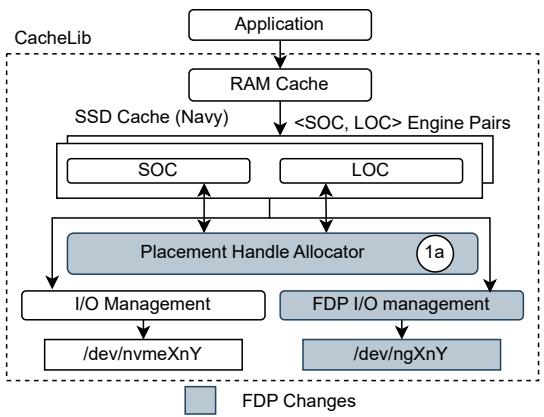 Application
CacheLib
RAM Cache
SSD Cache (Navy)
<SOC, LOC> Engine Pairs
SOC
LOC
Placement Handle Allocator
1a
I/O Management
FDP I/O management
/dev/nvmeXnY
/dev/ngXnY
FDP Changes